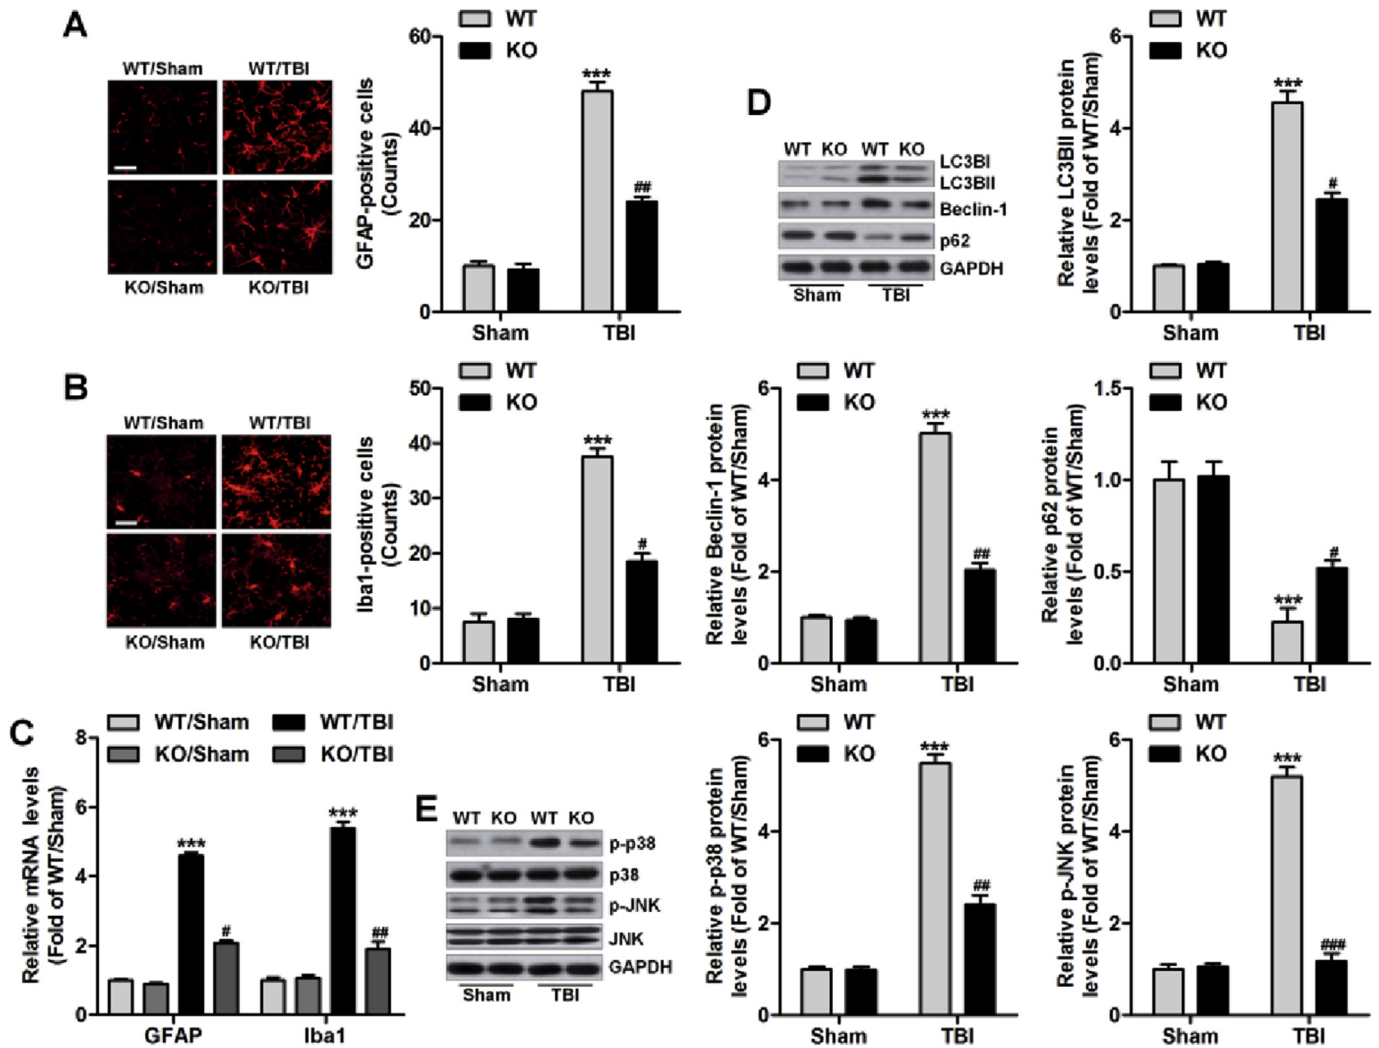 A
WT/Sham WT/TBI
KO/Sham KO/TBI
GFAP-positive cells
(Counts)
WT
KO
60
40
20
0
***
##
Sham TBI
D
WT KO WT KO
LC3BI
LC3BII
Beclin-1
p62
GAPDH
Sham TBI
Relative LC3BII protein
levels (Fold of WT/Sham)
WT
KO
6
4
2
0
***
#
Sham TBI
B
WT/Sham WT/TBI
KO/Sham KO/TBI
Iba1-positive cells
(Counts)
WT
KO
50
40
30
20
10
0
***
#
Sham TBI
Relative Beclin-1 protein
levels (Fold of WT/Sham)
WT
KO
6
4
2
0
***
##
Sham TBI
Relative p62 protein
levels (Fold of WT/Sham)
WT
KO
1.5
1.0
0.5
0.0
***
#
Sham TBI
C
WT/Sham WT/TBI
KO/Sham KO/TBI
Relative mRNA levels
(Fold of WT/Sham)
8
6
4
2
0
***
#
***
##
GFAP Iba1
E
WT KO WT KO
p-p38
p38
p-JNK
JNK
GAPDH
Sham TBI
Relative p-p38 protein
levels (Fold of WT/Sham)
WT
KO
6
4
2
0
***
##
Sham TBI
Relative p-JNK protein
levels (Fold of WT/Sham)
WT
KO
6
4
2
0
***
###
Sham TBI